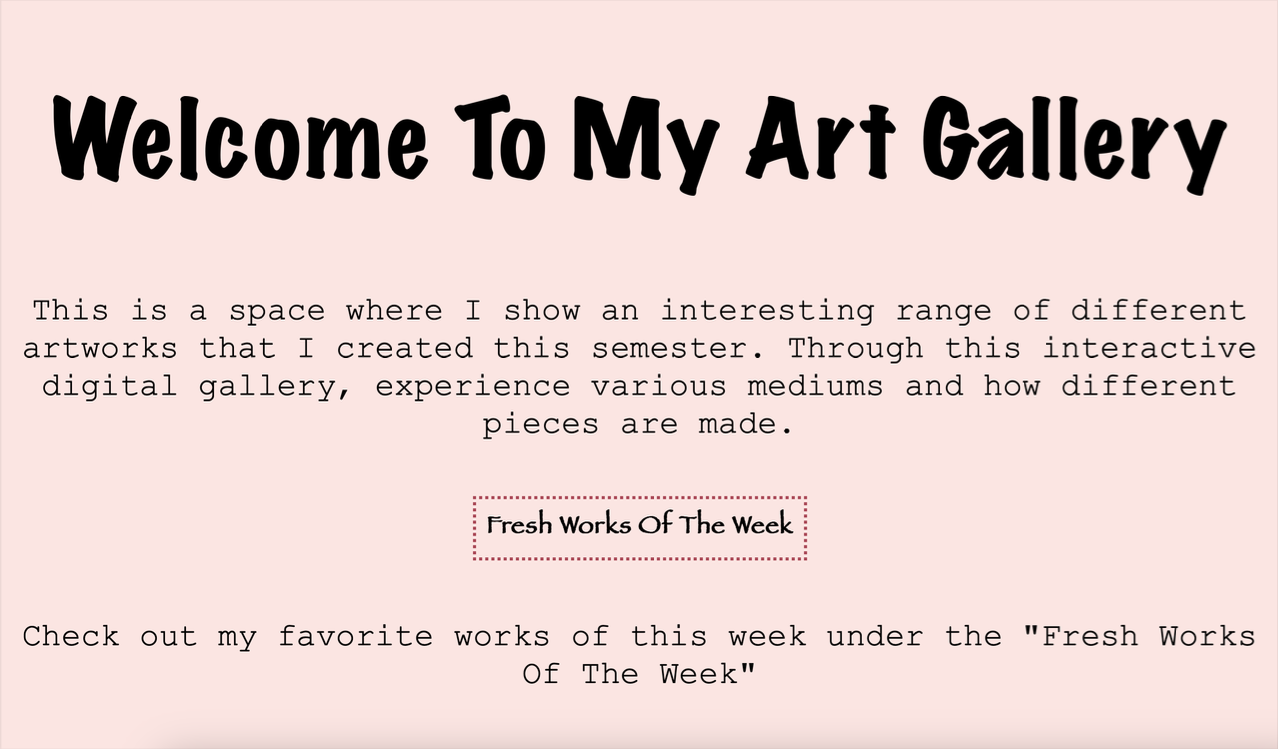 Welcome To My Art Gallery
This is a space where I show an interesting range of different
artworks that I created this semester. Through this interactive
digital gallery, experience various mediums and how different
pieces are made.
Fresh Works Of The Week
Check out my favorite works of this week under the "Fresh Works
Of The Week"